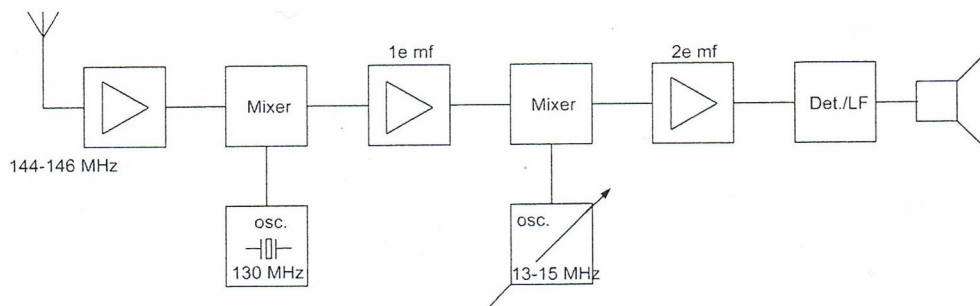 1e mf
2e mf
Mixer
Mixer
Det./LF
144-146 MHz
osc.
130 MHz
osc.
13-15 MHz